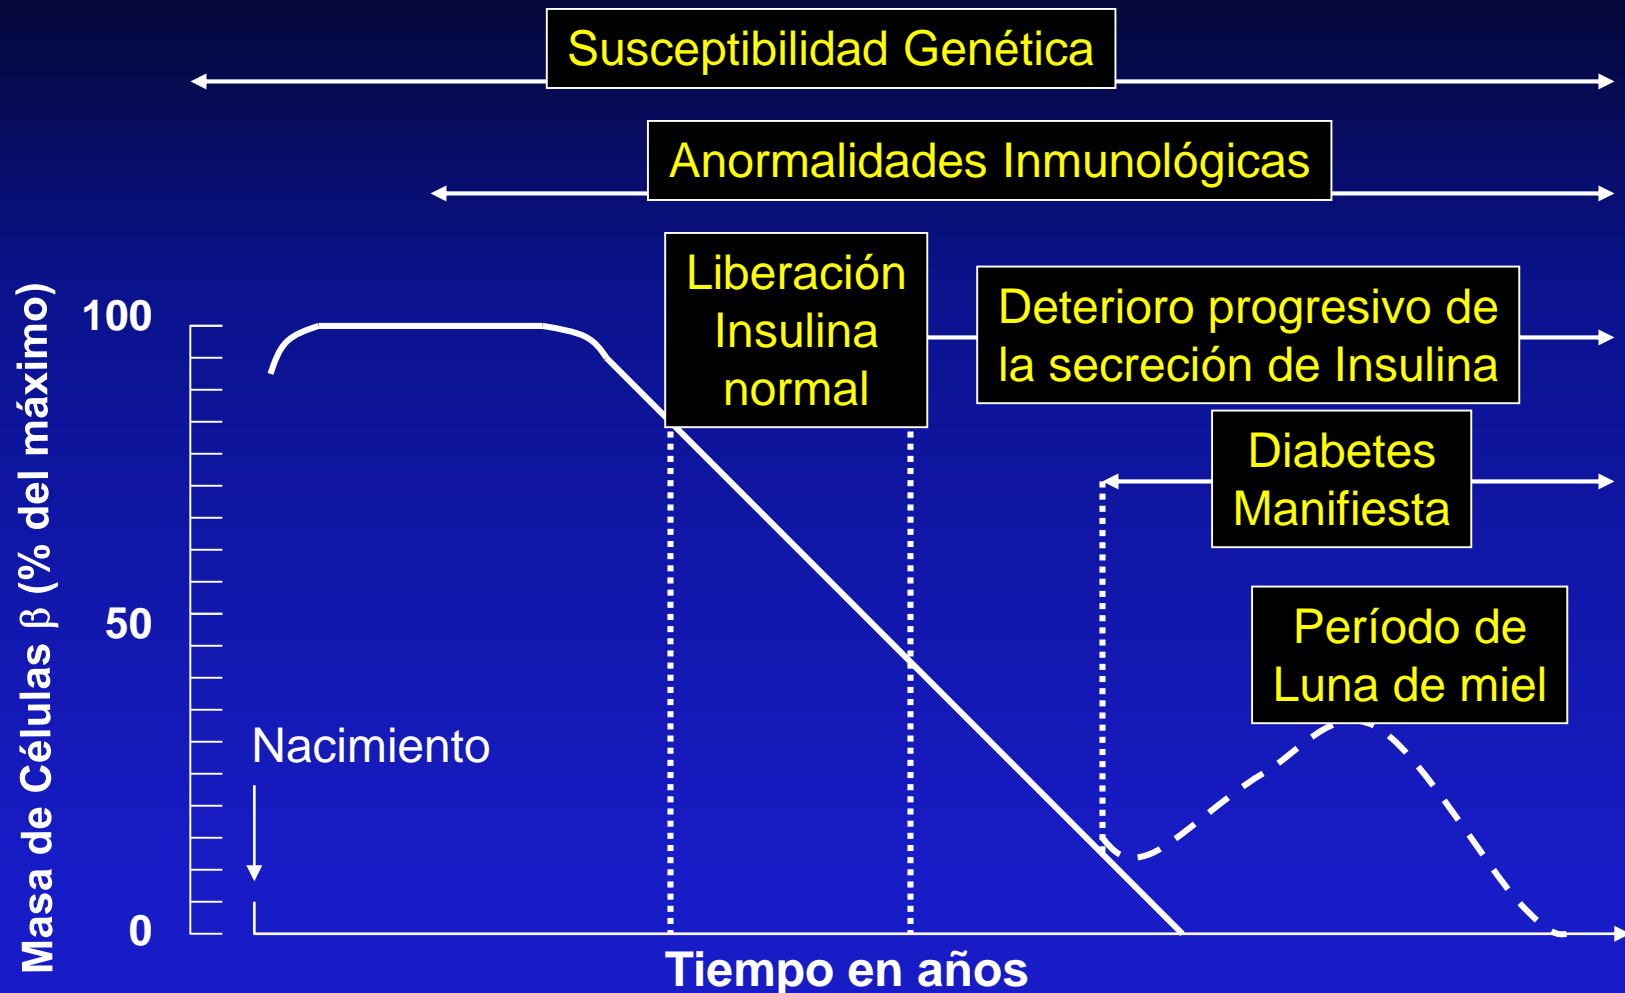 Susceptibilidad Genética
Anormalidades Inmunológicas
Liberación
Insulina
normal
Deterioro progresivo de
la secreción de Insulina
Diabetes
Manifiesta
Período de
Luna de miel
Masa de Células β (% del máximo)
100
50
0
Nacimiento
Tiempo en años